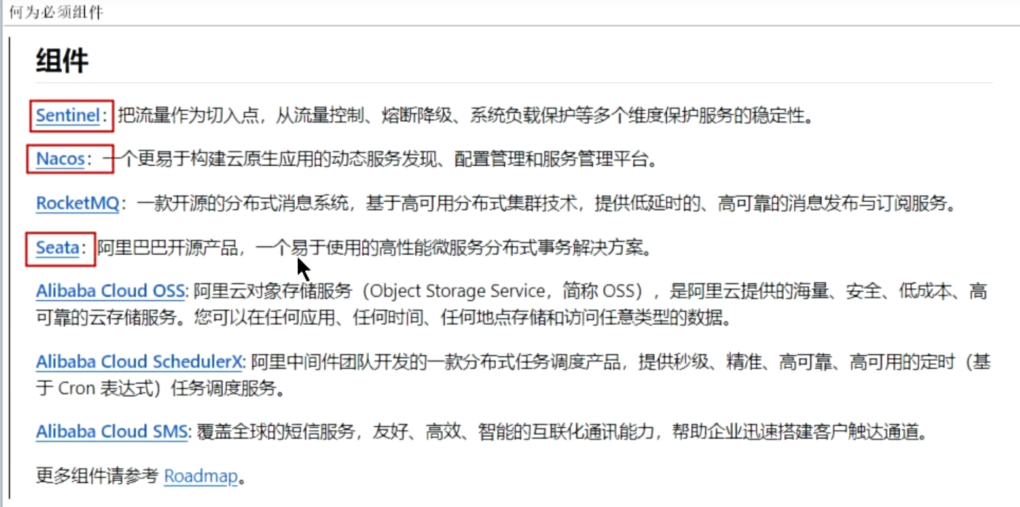 何为必须组件
组件
Sentinel：把流量作为切入点，从流量控制、熔断降级、系统负载保护等多个维度保护服务的稳定性。
Nacos：一个更易于构建云原生应用的动态服务发现、配置管理和服务管理平台。
RocketMQ：一款开源的分布式消息系统，基于高可用分布式集群技术，提供低延时的、高可靠的消息发布与订阅服务。
Seata：阿里巴巴开源产品，一个易于使用的高性能微服务分布式事务解决方案。
Alibaba Cloud OSS: 阿里云对象存储服务（Object Storage Service，简称 OSS），是阿里云提供的海量、安全、低成本、高
可靠的云存储服务。您可以在任何应用、任何时间、任何地点存储和访问任意类型的数据。
Alibaba Cloud SchedulerX: 阿里中间件团队开发的一款分布式任务调度产品，提供秒级、精准、高可靠、高可用的定时（基
于 Cron 表达式）任务调度服务。
Alibaba Cloud SMS: 覆盖全球的短信服务，友好、高效、智能的互联化通讯能力，帮助企业迅速搭建客户触达通道。
更多组件请参考 Roadmap。